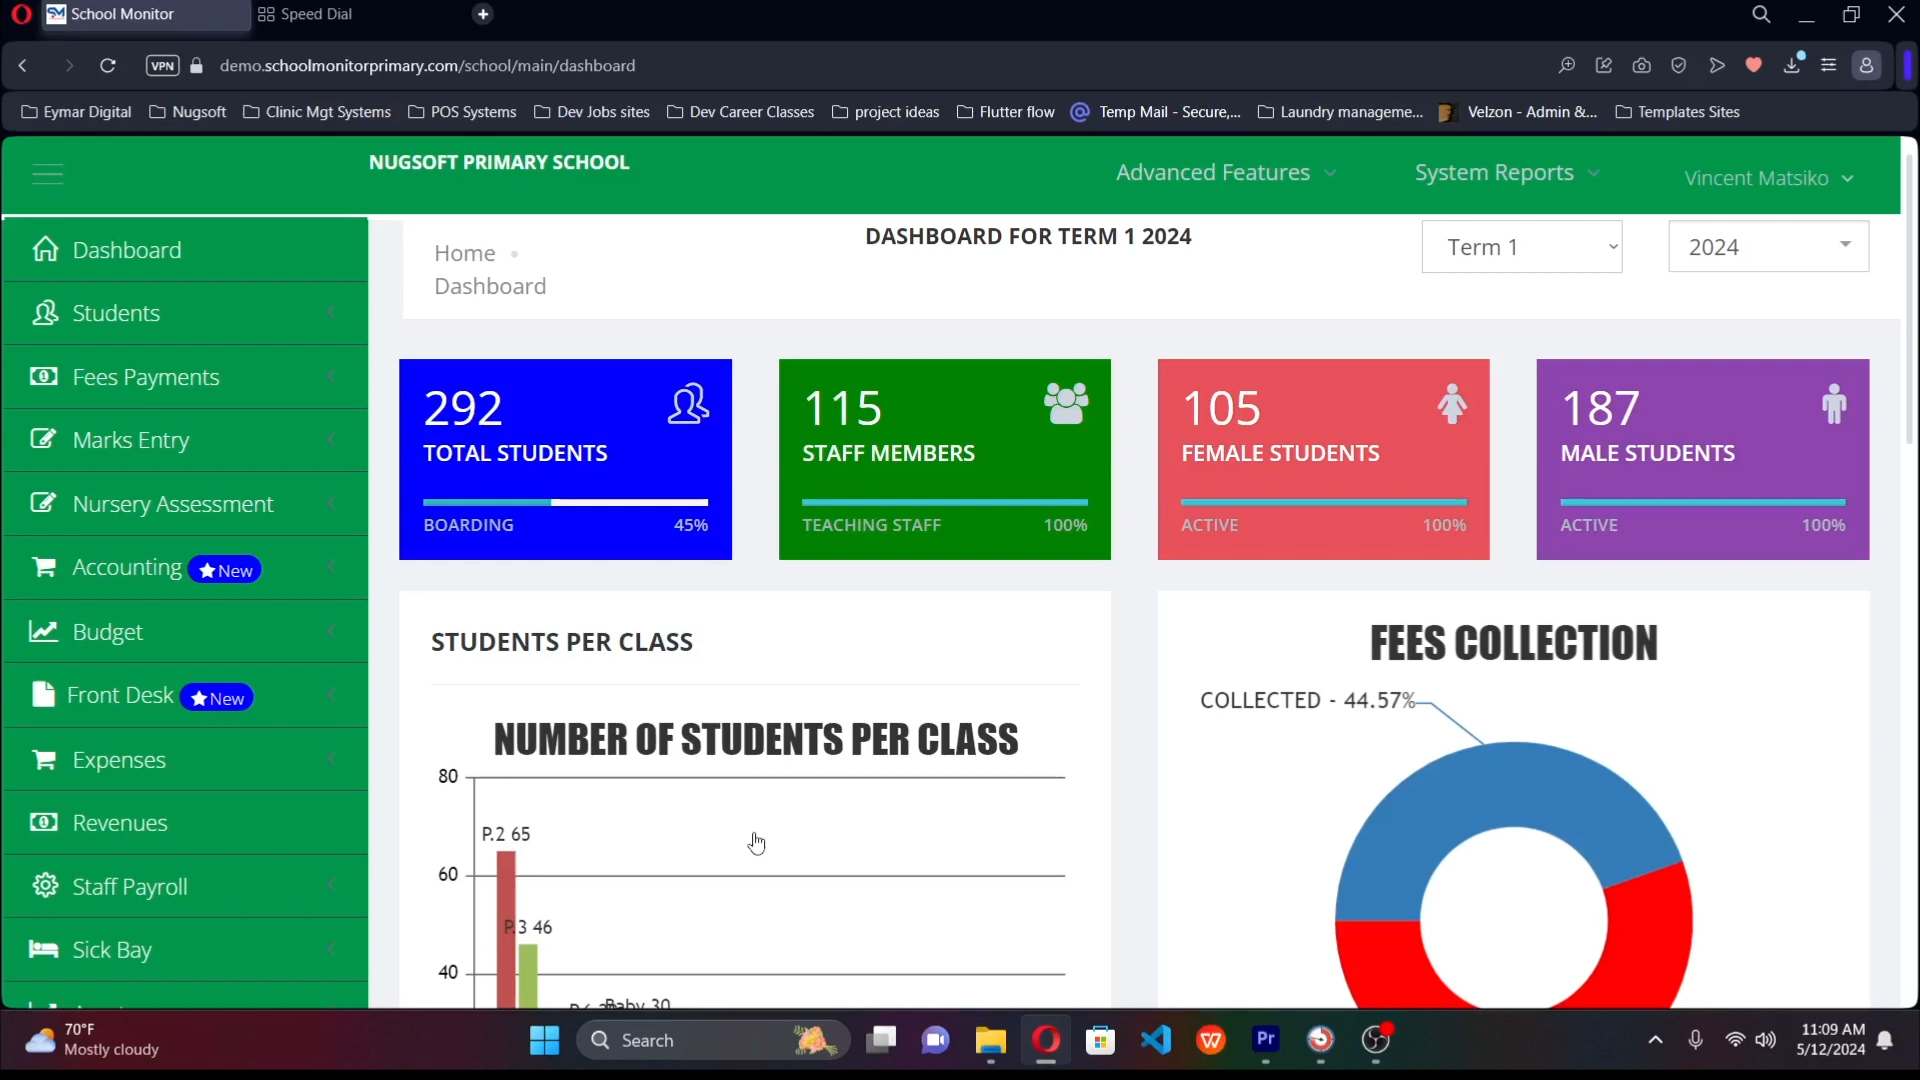 School Monitor
Speed Dial
VPN
demo.schoolmonitorprimary.com/school/main/dashboard
Eymar Digital
Nugsoft
Clinic Mgt Systems
POS Systems
Dev Jobs sites
Dev Career Classes
project ideas
Flutter flow
Temp Mail - Secure,...
Laundry manageme...
Velzon - Admin &...
Templates Sites
NUGSOFT PRIMARY SCHOOL
Advanced Features
System Reports
Vincent Matsiko
Dashboard
Students
Fees Payments
Marks Entry
Nursery Assessment
Accounting New
Budget
Front Desk New
Expenses
Revenues
Staff Payroll
Sick Bay
Home
Dashboard
DASHBOARD FOR TERM 1 2024
Term 1
2024
292
TOTAL STUDENTS
BOARDING 45%
115
STAFF MEMBERS
TEACHING STAFF 100%
105
FEMALE STUDENTS
ACTIVE 100%
187
MALE STUDENTS
ACTIVE 100%
STUDENTS PER CLASS
NUMBER OF STUDENTS PER CLASS
80
P.2 65
60
P.3 46
40
Baby 30
FEES COLLECTION
COLLECTED - 44.57%
70°F
Mostly cloudy
Search
Pr
11:09 AM
5/12/2024